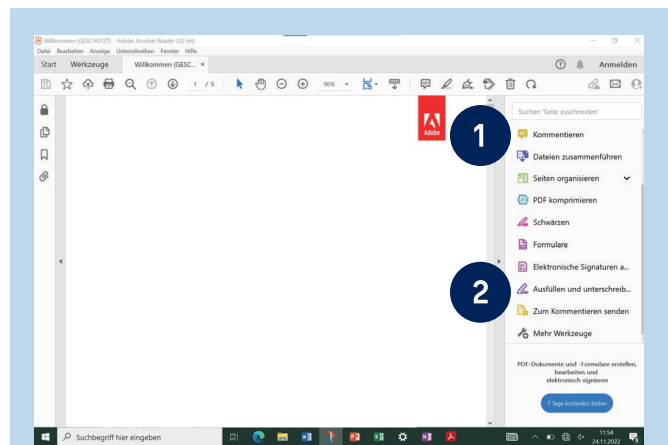 Willkommen (GESCHÜTZT) - Adobe Acrobat Reader (32-bit)
Datei Bearbeiten Anzeige Unterschreiben Fenster Hilfe
Start Werkzeuge Willkommen (GESC... × Anmelden
1 / 5 96%
Adobe
Suchen 'Seite zuschneiden'
1
Kommentieren
Dateien zusammenführen
Seiten organisieren
PDF komprimieren
Schwärzen
Formulare
Elektronische Signaturen a...
2
Ausfüllen und unterschreib...
Zum Kommentieren senden
Mehr Werkzeuge
PDF-Dokumente und -Formulare erstellen,
bearbeiten und
elektronisch signieren
7 Tage kostenlos testen
Suchbegriff hier eingeben
11:54
24.11.2022